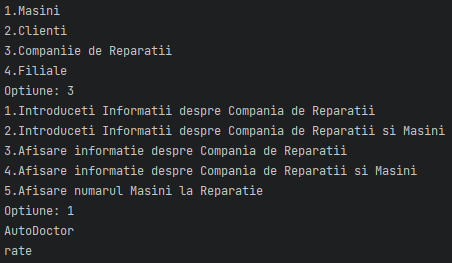 1.Masini
2.Clienti
3.Companiie de Reparatii
4.Filiale
Optiune: 3
1.Introduceti Informatii despre Compania de Reparatii
2.Introduceti Informatii despre Compania de Reparatii si Masini
3.Afisare informatie despre Compania de Reparatii
4.Afisare informatie despre Compania de Reparatii si Masini
5.Afisare numarul Masini la Reparatie
Optiune: 1
AutoDoctor
rate